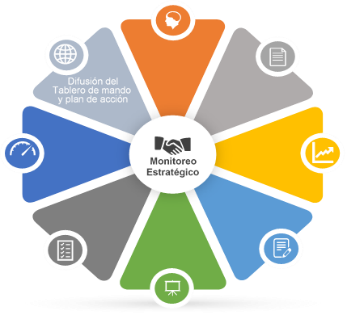 Difusión del
Tablero de mando
y plan de acción
Monitoreo
Estratégico